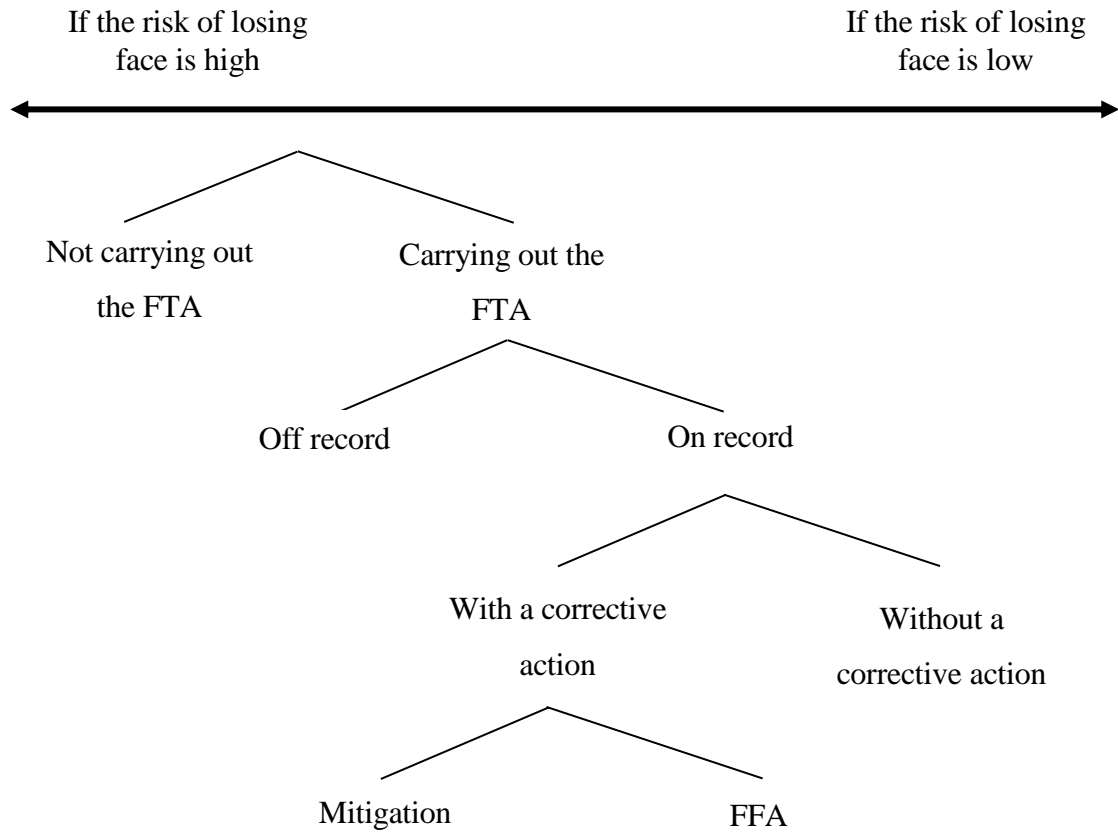 If the risk of losing
face is high
If the risk of losing
face is low
Not carrying out
the FTA
Carrying out the
FTA
Off record
On record
With a corrective
action
Without a
corrective action
Mitigation
FFA